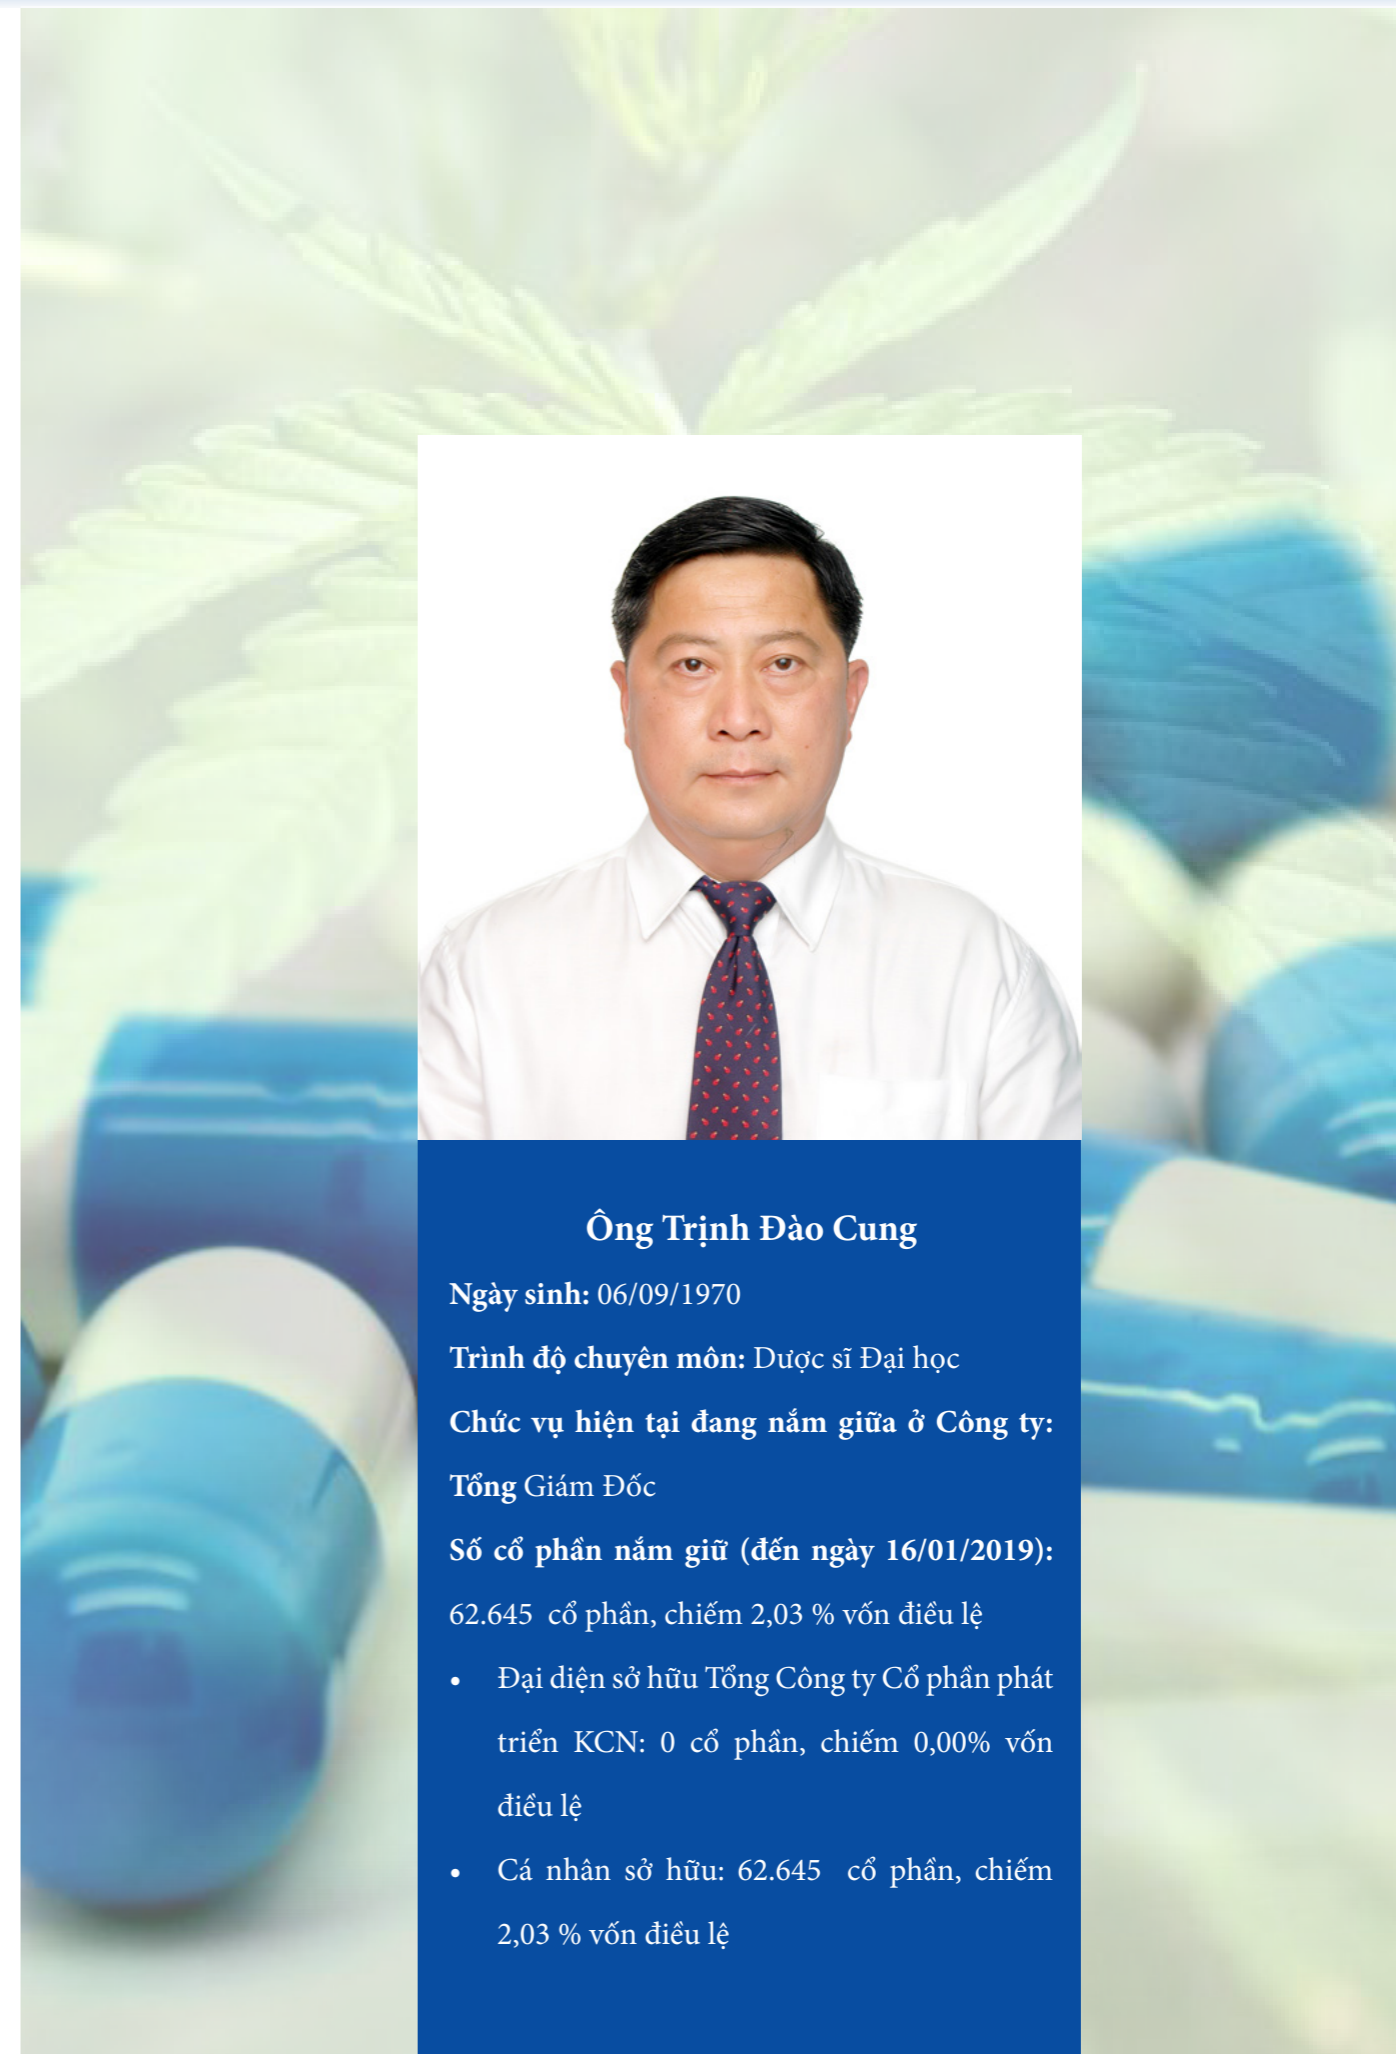 Ông Trịnh Đào Cung
Ngày sinh: 06/09/1970
Trình độ chuyên môn: Dược sĩ Đại học
Chức vụ hiện tại đang nắm giữa ở Công ty:
Tổng Giám Đốc
Số cổ phần nắm giữ (đến ngày 16/01/2019):
62.645 cổ phần, chiếm 2,03 % vốn điều lệ
• Đại diện sở hữu Tổng Công ty Cổ phần phát
triển KCN: 0 cổ phần, chiếm 0,00% vốn
điều lệ
• Cá nhân sở hữu: 62.645 cổ phần, chiếm
2,03 % vốn điều lệ